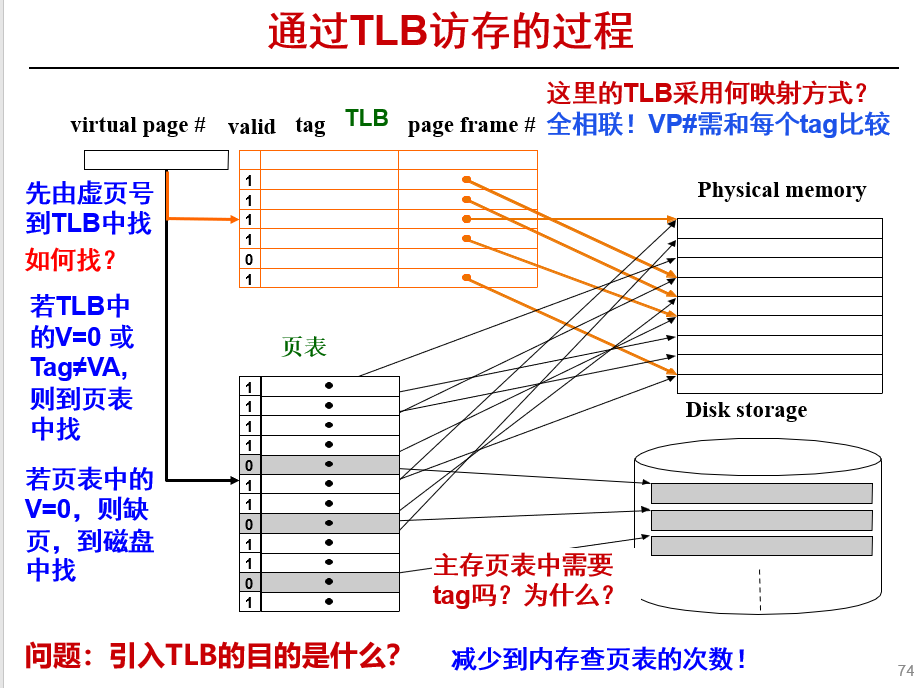 通过TLB访存的过程
这里的TLB采用何映射方式？
全相联！VP#需和每个tag比较
virtual page #
valid
tag
TLB
page frame #
先由虚页号
到TLB中找
如何找？
1
1
1
1
0
1
Physical memory
若TLB中
的V=0 或
Tag≠VA,
则到页表
中找
页表
1
1
1
1
0
1
1
0
1
1
0
1
Disk storage
若页表中的
V=0，则缺
页，到磁盘
中找
主存页表中需要
tag吗？为什么？
问题：引入TLB的目的是什么？
减少到内存查页表的次数！
74